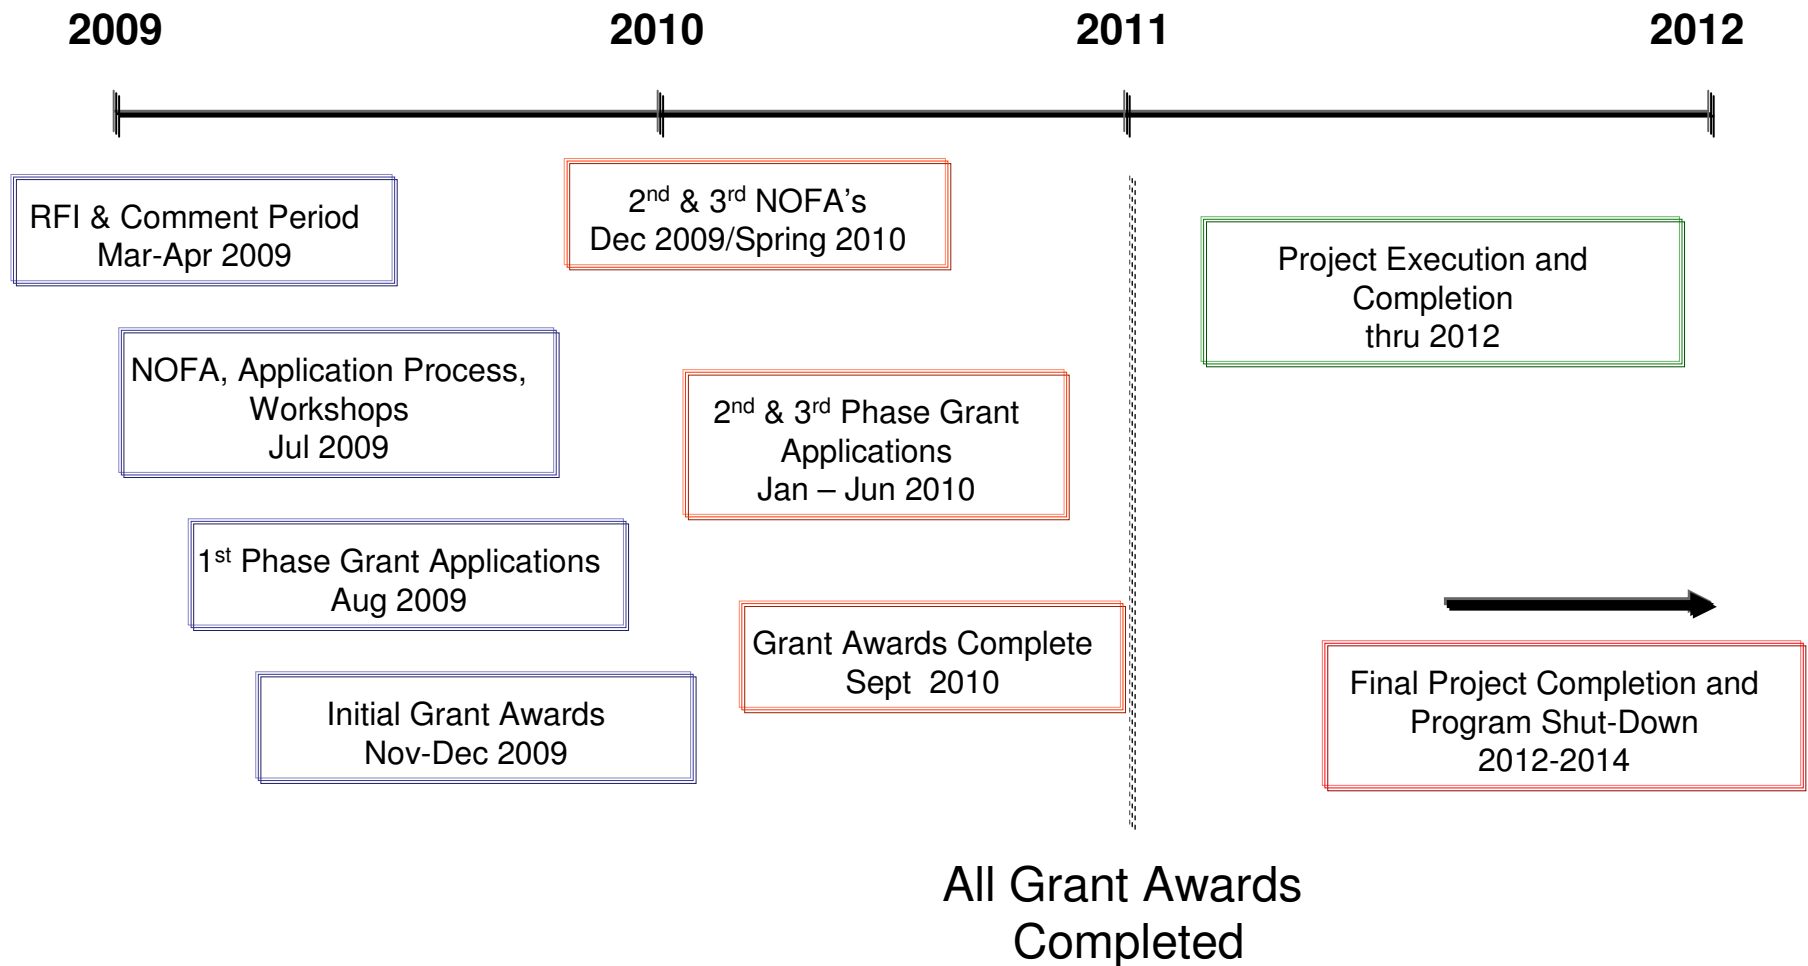 2009
2010
2011
2012
RFI & Comment Period
Mar-Apr 2009
NOFA, Application Process,
Workshops
Jul 2009
1st Phase Grant Applications
Aug 2009
Initial Grant Awards
Nov-Dec 2009
2nd & 3rd NOFA’s
Dec 2009/Spring 2010
2nd & 3rd Phase Grant
Applications
Jan – Jun 2010
Grant Awards Complete
Sept 2010
Project Execution and
Completion
thru 2012
Final Project Completion and
Program Shut-Down
2012-2014
All Grant Awards
Completed